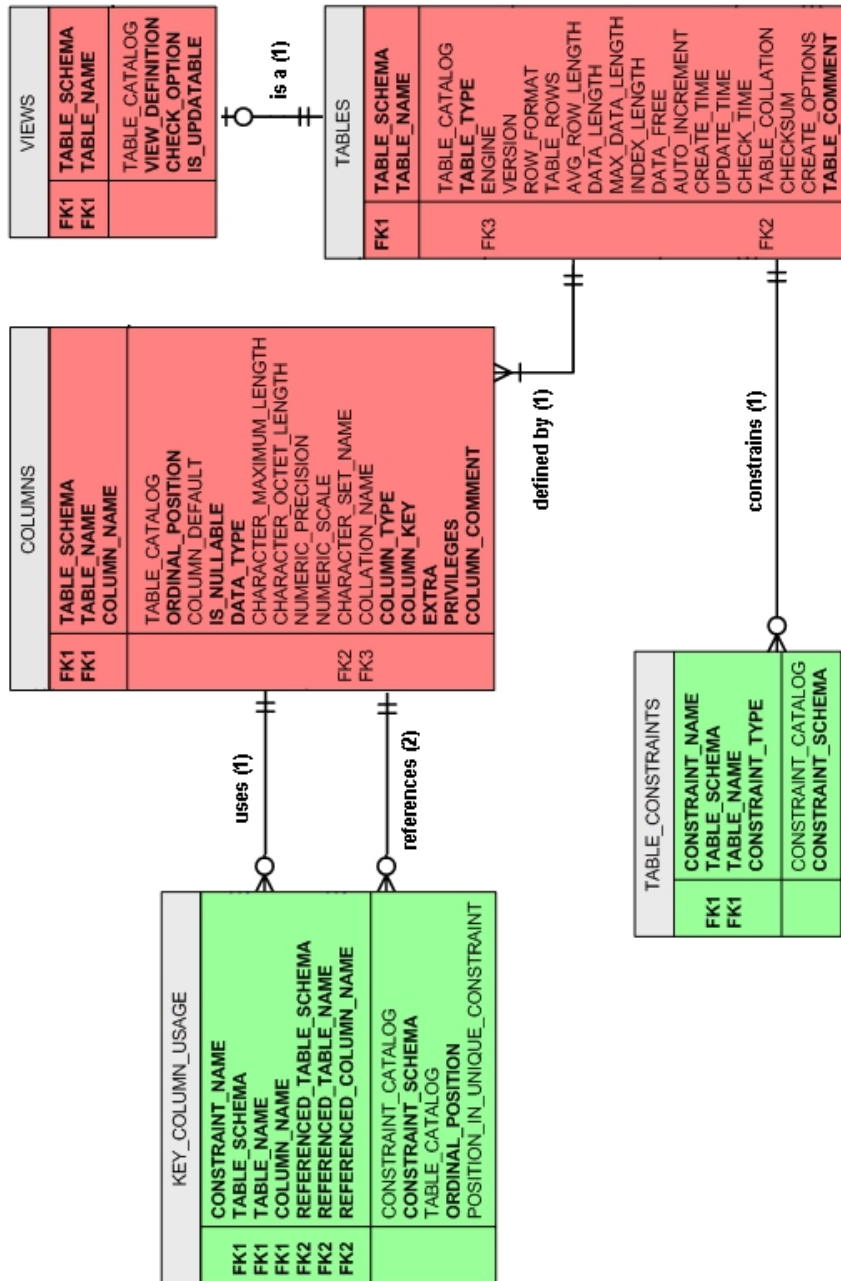 KEY_COLUMN_USAGE
CONSTRAINT_NAME
FK1 TABLE_SCHEMA
FK1 TABLE_NAME
FK1 COLUMN_NAME
FK2 REFERENCED_TABLE_SCHEMA
FK2 REFERENCED_TABLE_NAME
FK2 REFERENCED_COLUMN_NAME
CONSTRAINT_CATALOG
CONSTRAINT_SCHEMA
TABLE_CATALOG
ORDINAL_POSITION
POSITION_IN_UNIQUE_CONSTRAINT
uses (1)
references (2)
COLUMNS
FK1 TABLE_SCHEMA
FK1 TABLE_NAME
COLUMN_NAME
TABLE_CATALOG
ORDINAL_POSITION
COLUMN_DEFAULT
IS_NULLABLE
DATA_TYPE
CHARACTER_MAXIMUM_LENGTH
CHARACTER_OCTET_LENGTH
NUMERIC_PRECISION
NUMERIC_SCALE
FK2 CHARACTER_SET_NAME
FK3 COLLATION_NAME
COLUMN_TYPE
COLUMN_KEY
EXTRA
PRIVILEGES
COLUMN_COMMENT
VIEWS
FK1 TABLE_SCHEMA
FK1 TABLE_NAME
TABLE_CATALOG
VIEW_DEFINITION
CHECK_OPTION
IS_UPDATABLE
is a (1)
defined by (1)
TABLES
FK1 TABLE_SCHEMA
TABLE_NAME
TABLE_CATALOG
TABLE_TYPE
FK3 ENGINE
VERSION
ROW_FORMAT
TABLE_ROWS
AVG_ROW_LENGTH
DATA_LENGTH
MAX_DATA_LENGTH
INDEX_LENGTH
DATA_FREE
AUTO_INCREMENT
CREATE_TIME
UPDATE_TIME
CHECK_TIME
FK2 TABLE_COLLATION
CHECKSUM
CREATE_OPTIONS
TABLE_COMMENT
constrains (1)
TABLE_CONSTRAINTS
CONSTRAINT_NAME
FK1 TABLE_SCHEMA
FK1 TABLE_NAME
CONSTRAINT_TYPE
CONSTRAINT_CATALOG
CONSTRAINT_SCHEMA